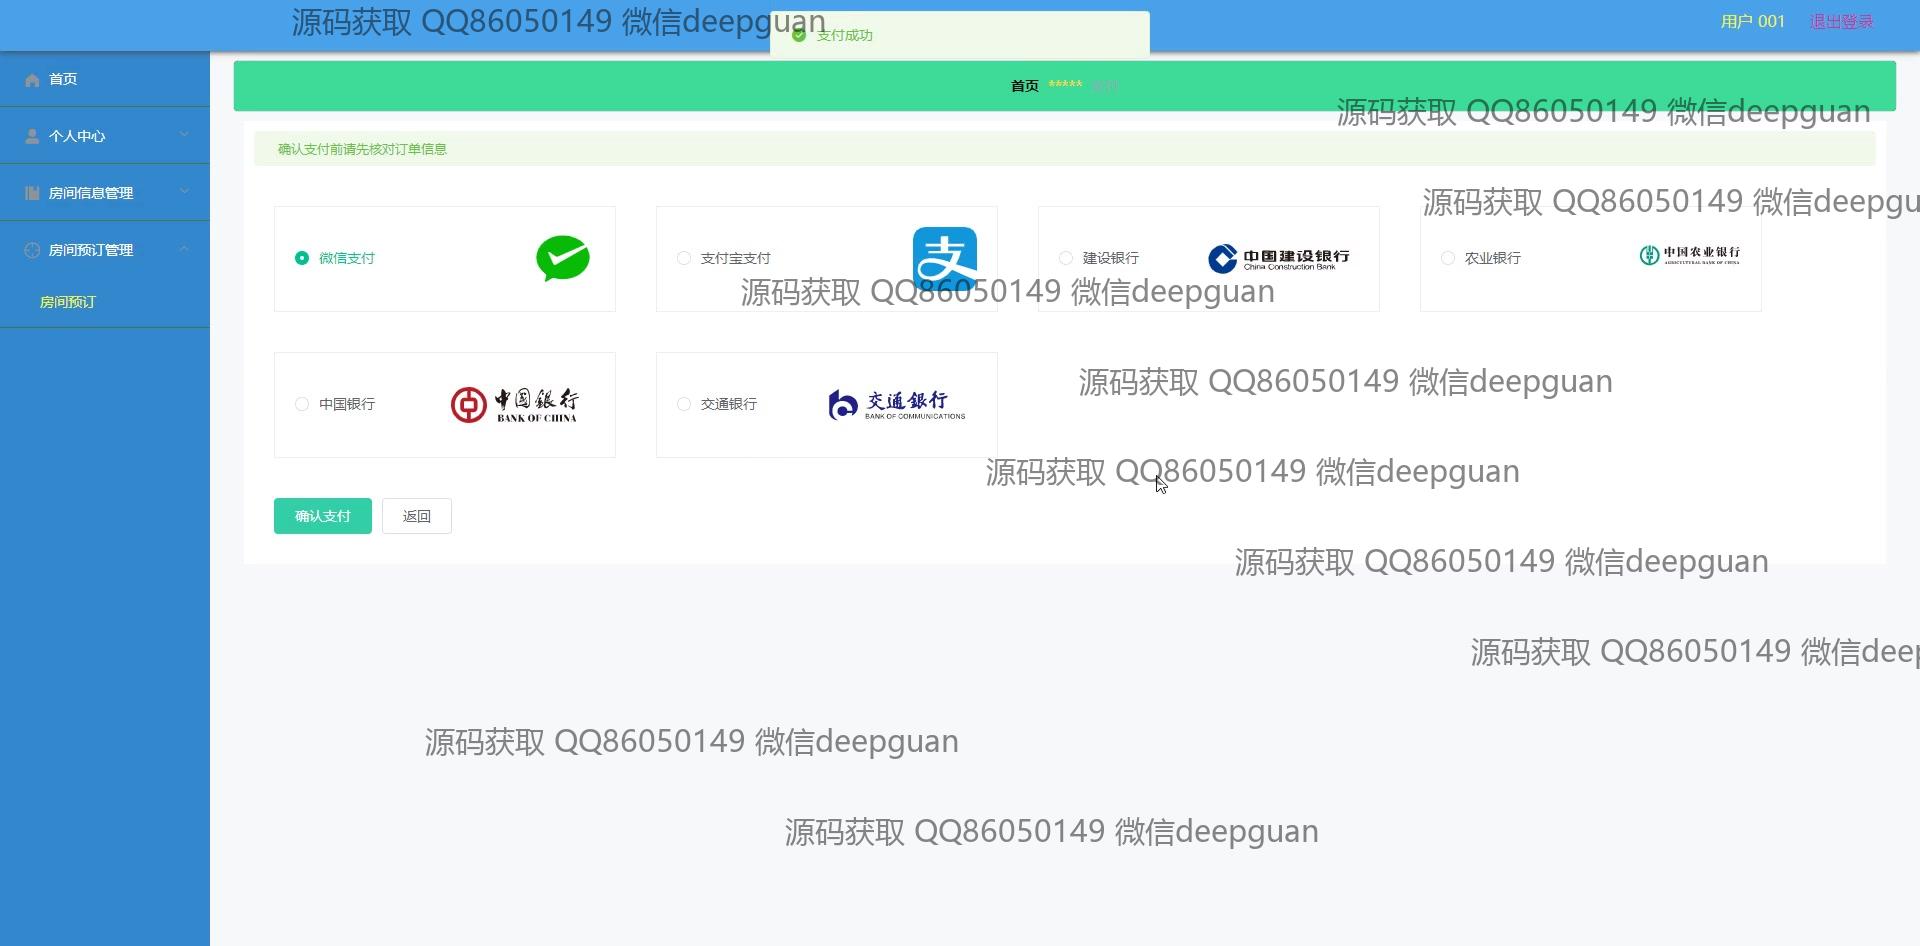 源码获取 QQ86050149 微信deepguan
支付成功
用户 001
退出登录
首页
个人中心
房间信息管理
房间预订管理
房间预订
首页 ***** 支付
源码获取 QQ86050149 微信deepguan
确认支付前请先核对订单信息
源码获取 QQ86050149 微信deepgu
微信支付
支付宝支付
支
建设银行
中国建设银行
China Construction Bank
农业银行
中国农业银行
AGRICULTURAL BANK OF CHINA
源码获取 QQ86050149 微信deepguan
源码获取 QQ86050149 微信deepguan
中国银行
中國銀行
BANK OF CHINA
交通银行
交通銀行
BANK OF COMMUNICATIONS
源码获取 QQ86050149 微信deepguan
确认支付
返回
源码获取 QQ86050149 微信deepguan
源码获取 QQ86050149 微信deep
源码获取 QQ86050149 微信deepguan
源码获取 QQ86050149 微信deepguan